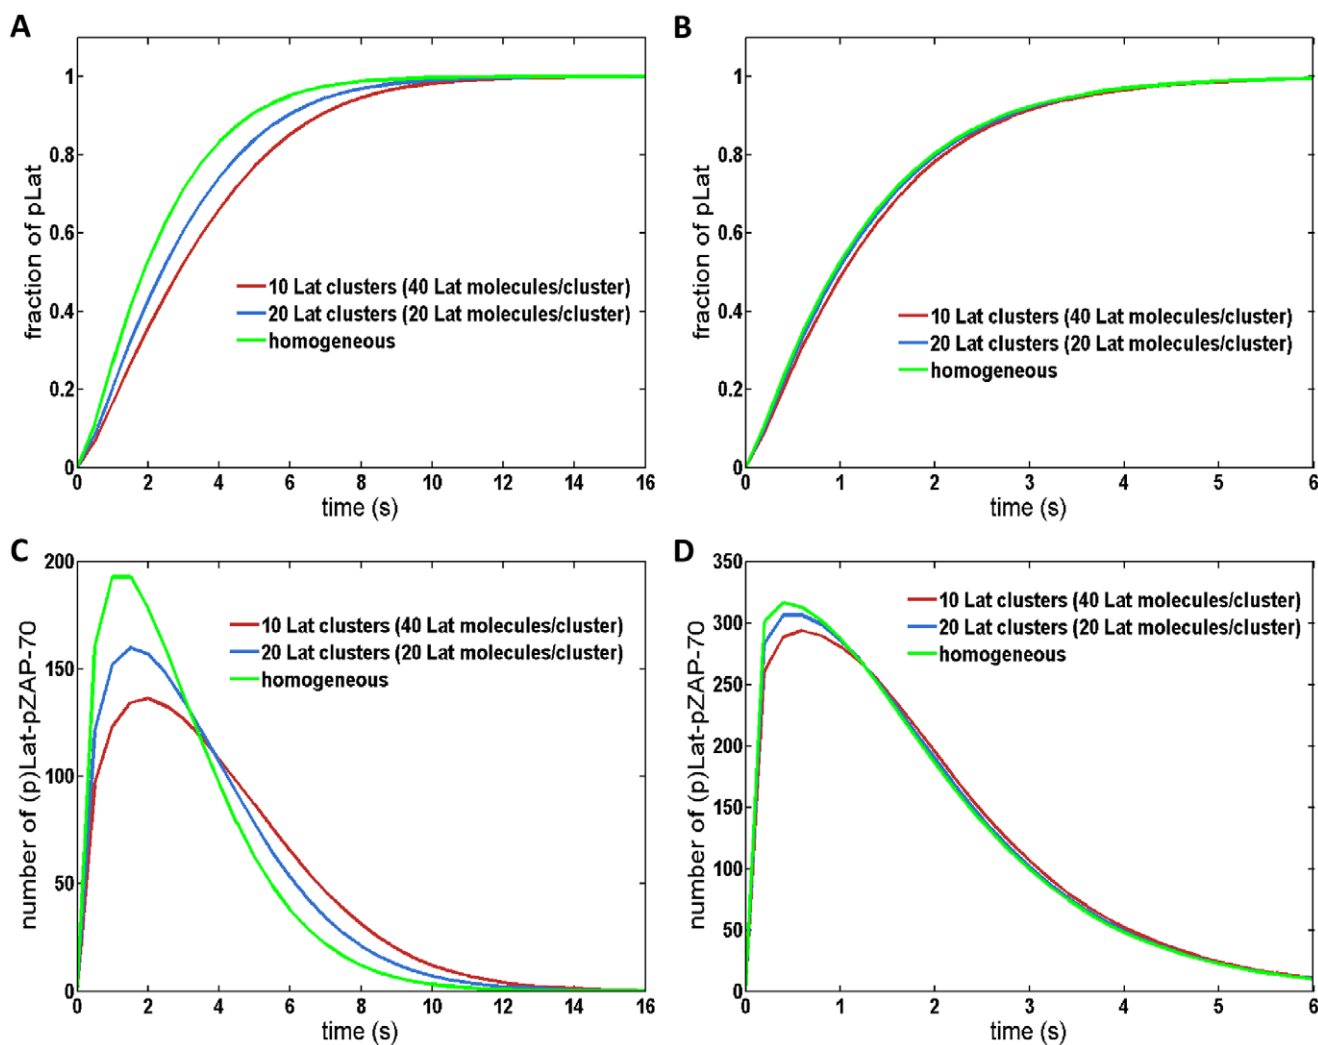 A
fraction of pLat
1
0.8
0.6
0.4
0.2
0
10 Lat clusters (40 Lat molecules/cluster)
20 Lat clusters (20 Lat molecules/cluster)
homogeneous
0 2 4 6 8 10 12 14 16
time (s)
B
fraction of pLat
1
0.8
0.6
0.4
0.2
0
10 Lat clusters (40 Lat molecules/cluster)
20 Lat clusters (20 Lat molecules/cluster)
homogeneous
0 1 2 3 4 5 6
time (s)
C
number of (p)Lat-pZAP-70
200
150
100
50
0
10 Lat clusters (40 Lat molecules/cluster)
20 Lat clusters (20 Lat molecules/cluster)
homogeneous
0 2 4 6 8 10 12 14 16
time (s)
D
number of (p)Lat-pZAP-70
350
300
250
200
150
100
50
0
10 Lat clusters (40 Lat molecules/cluster)
20 Lat clusters (20 Lat molecules/cluster)
homogeneous
0 1 2 3 4 5 6
time (s)